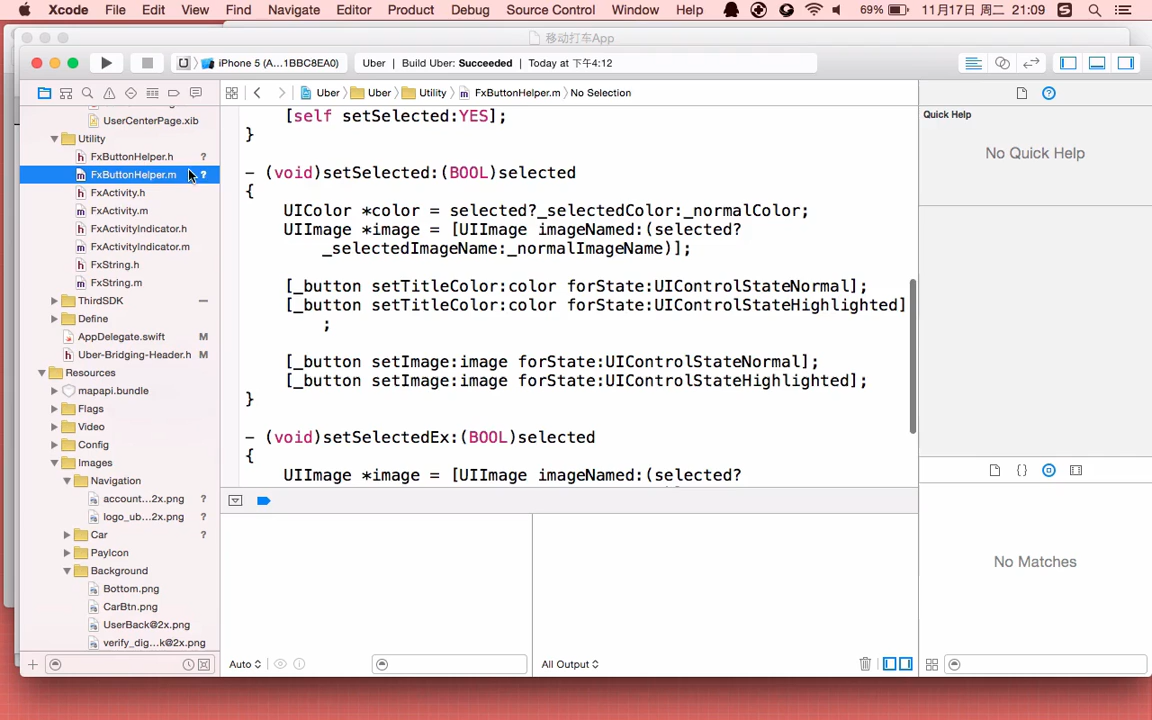 Xcode File Edit View Find Navigate Editor Product Debug Source Control Window Help 69% 11月17日 周二 21:09
移动打车App
iPhone 5 (A...1BBC8EA0) Uber Build Uber: Succeeded Today at 下午4:12
Uber Uber Utility FxButtonHelper.m No Selection
UserCenterPage.xib
Utility
FxButtonHelper.h ?
FxButtonHelper.m ?
FxActivity.h
FxActivity.m
FxActivityIndicator.h
FxActivityIndicator.m
FxString.h
FxString.m
ThirdSDK
Define
AppDelegate.swift M
Uber-Bridging-Header.h M
Resources
mapapi.bundle
Flags
Video
Config
Images
Navigation
account...2x.png ?
logo_ub...2x.png ?
Car ?
PayIcon
Background
Bottom.png
CarBtn.png
UserBack@2x.png
verify_dig...k@2x.png
[self setSelected:YES];
}
- (void)setSelected:(BOOL)selected
{
UIColor *color = selected?_selectedColor:_normalColor;
UIImage *image = [UIImage imageNamed:(selected?
_selectedImageName:_normalImageName)];
[_button setTitleColor:color forState:UIControlStateNormal];
[_button setTitleColor:color forState:UIControlStateHighlighted]
;
[_button setImage:image forState:UIControlStateNormal];
[_button setImage:image forState:UIControlStateHighlighted];
}
- (void)setSelectedEx:(BOOL)selected
{
UIImage *image = [UIImage imageNamed:(selected?
Auto
All Output
Quick Help
No Quick Help
No Matches